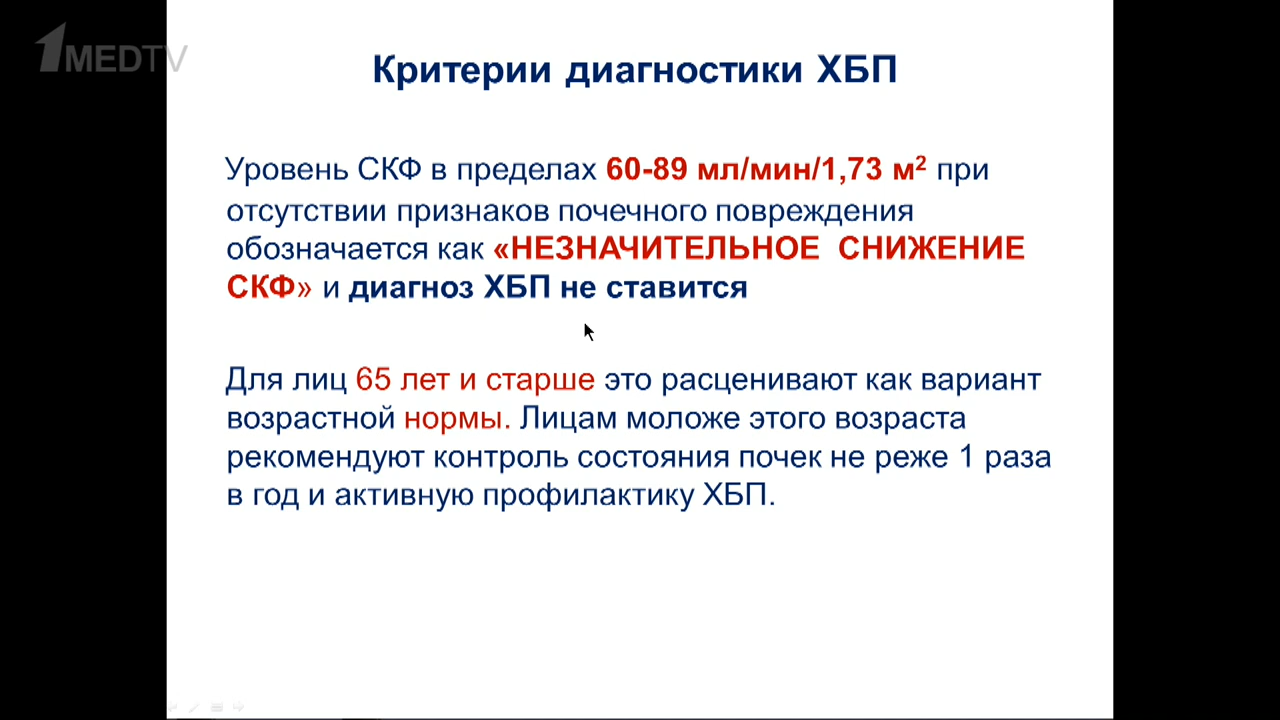 1MEDTV
Критерии диагностики ХБП
Уровень СКФ в пределах 60-89 мл/мин/1,73 м² при
отсутствии признаков почечного повреждения
обозначается как «НЕЗНАЧИТЕЛЬНОЕ СНИЖЕНИЕ
СКФ» и диагноз ХБП не ставится
Для лиц 65 лет и старше это расценивают как вариант
возрастной нормы. Лицам моложе этого возраста
рекомендуют контроль состояния почек не реже 1 раза
в год и активную профилактику ХБП.